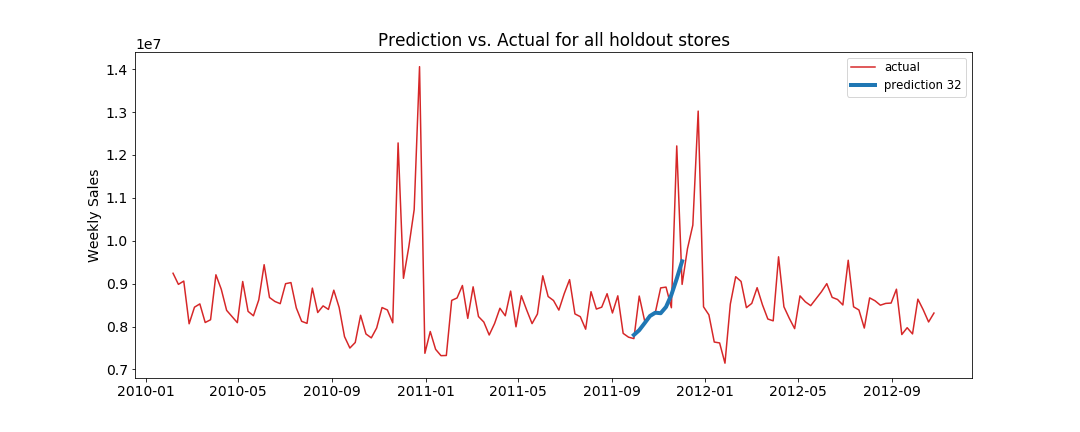 Prediction vs. Actual for all holdout stores
1e7
actual
prediction 32
Weekly Sales
1.4
1.3
1.2
1.1
1.0
0.9
0.8
0.7
2010-01 2010-05 2010-09 2011-01 2011-05 2011-09 2012-01 2012-05 2012-09